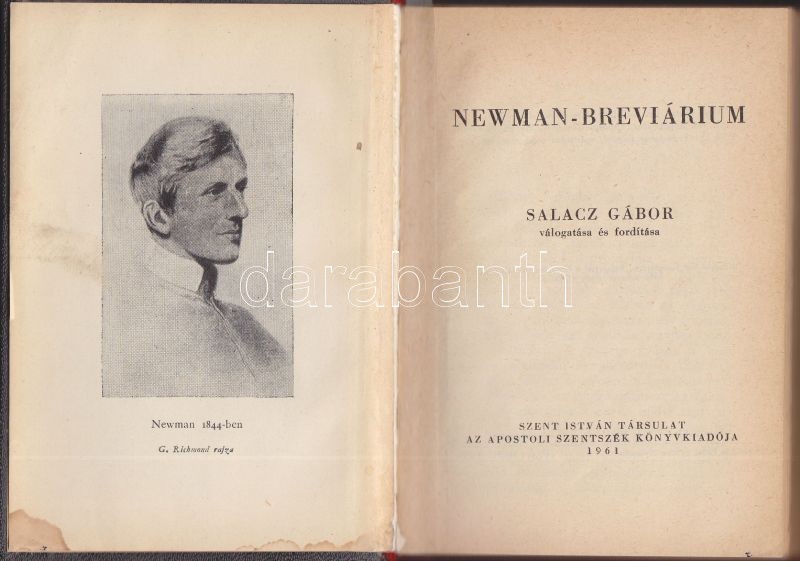 Newman 1844-ben
G. Richmond rajza
NEWMAN-BREVIÁRIUM
SALACZ GÁBOR
válogatása és fordítása
SZENT ISTVÁN TÁRSULAT
AZ APOSTOLI SZENTSZÉK KÖNYVKIADÓJA
1961
darabanth